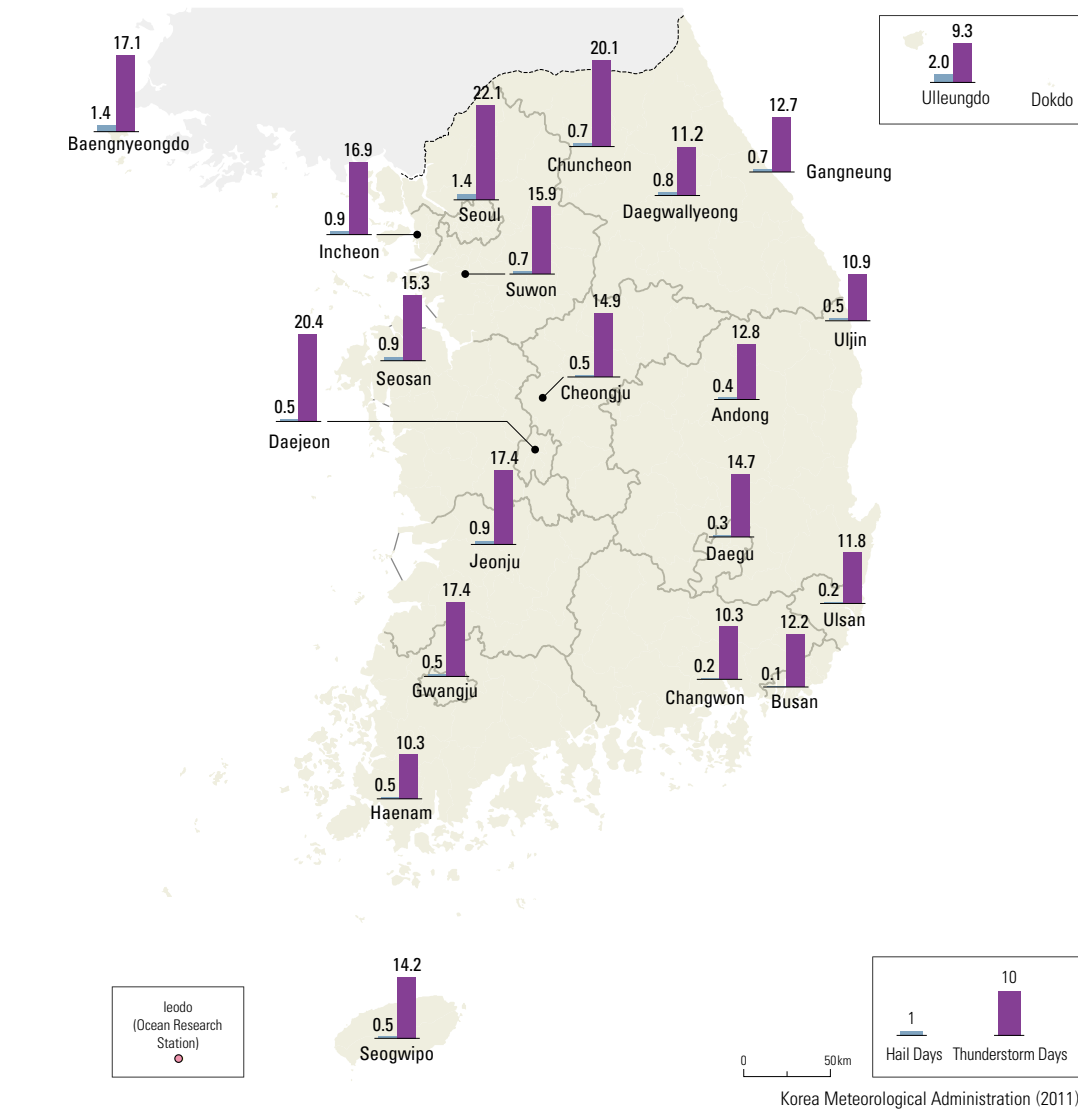 17.1
1.4
Baengnyeongdo
20.1
0.7
Chuncheon
22.1
1.4
Seoul
9.3
2.0
Ulleungdo
Dokdo
12.7
0.7
Gangneung
11.2
0.8
Daegwallyeong
16.9
0.9
Incheon
15.9
0.7
Suwon
15.3
0.9
Seosan
14.9
0.5
Cheongju
10.9
0.5
Uljin
12.8
0.4
Andong
20.4
0.5
Daejeon
17.4
0.9
Jeonju
14.7
0.3
Daegu
11.8
0.2
Ulsan
17.4
0.5
Gwangju
10.3
0.2
Changwon
12.2
0.1
Busan
10.3
0.5
Haenam
14.2
0.5
Seogwipo
Ieodo
(Ocean Research
Station)
0
50km
1
10
Hail Days
Thunderstorm Days
Korea Meteorological Administration (2011)